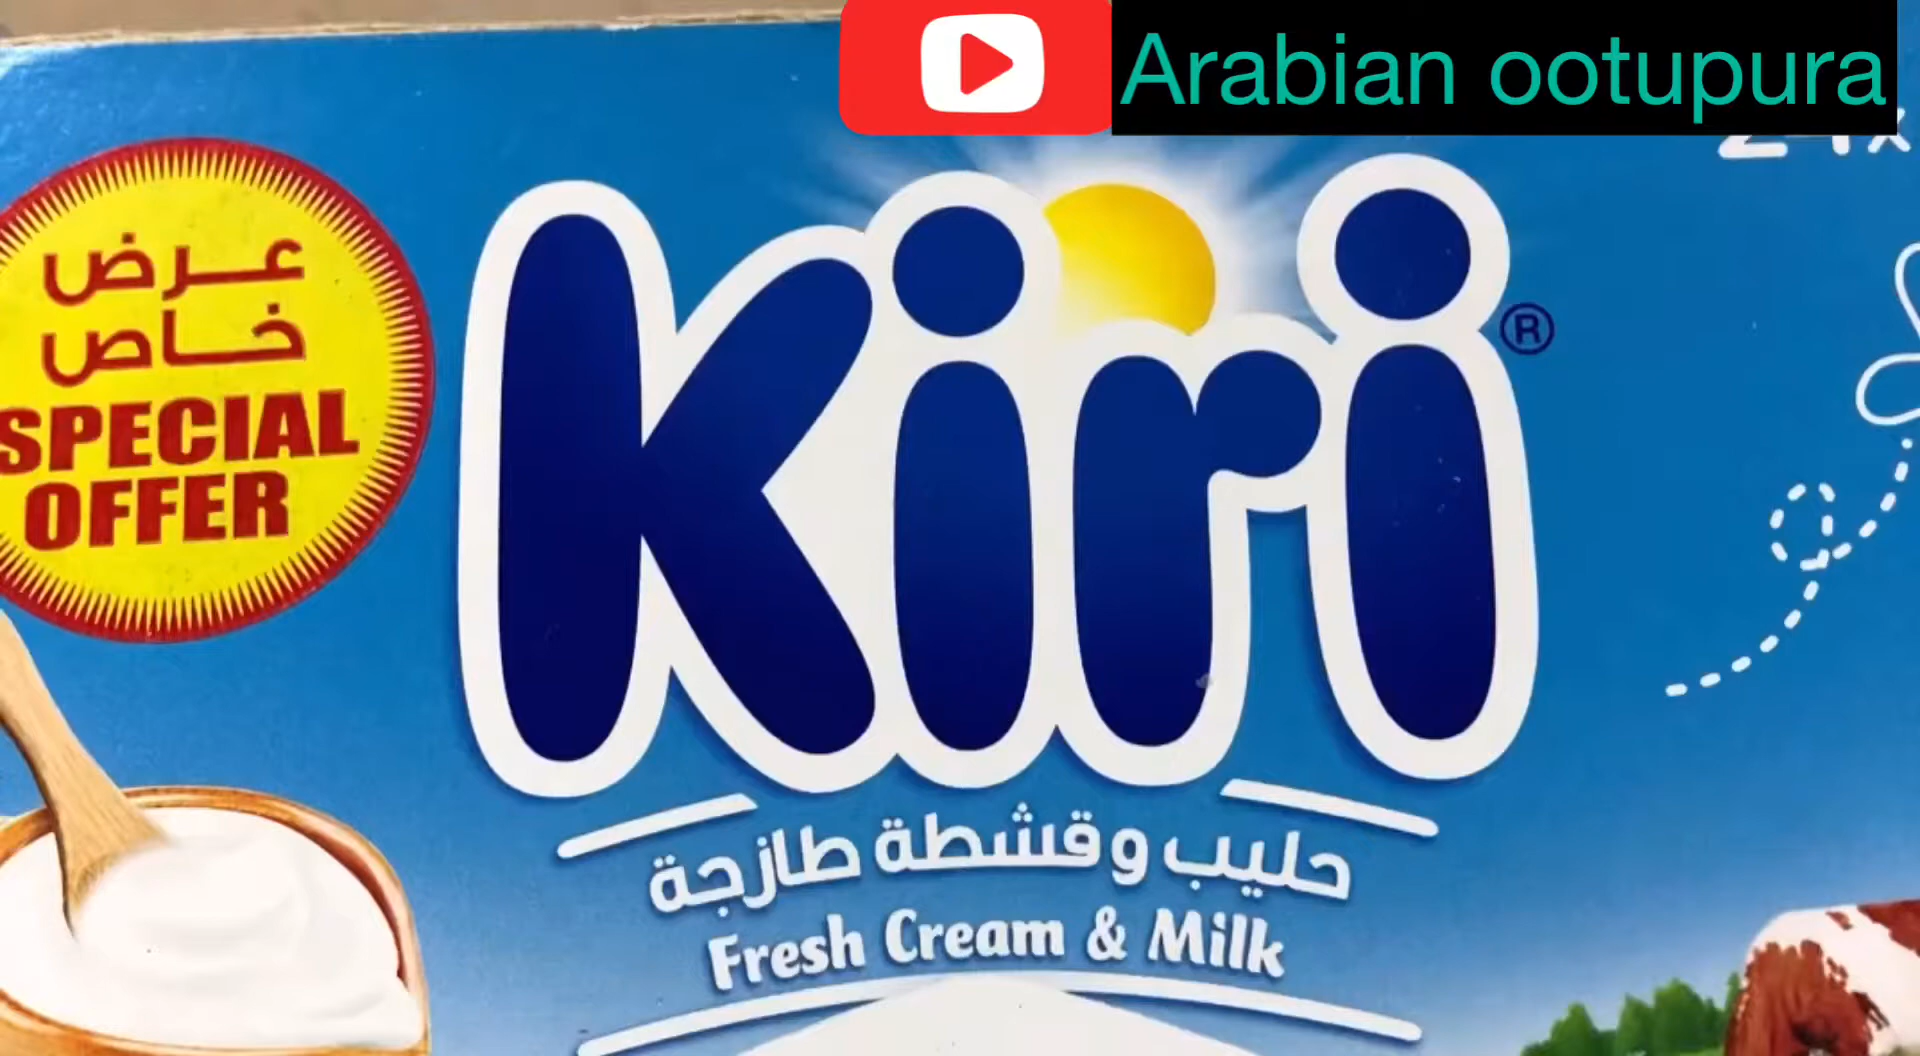 Arabian ootupura
عرض
خاص
SPECIAL
OFFER
kiri
®
حليب وقشطة طازجة
Fresh Cream & Milk